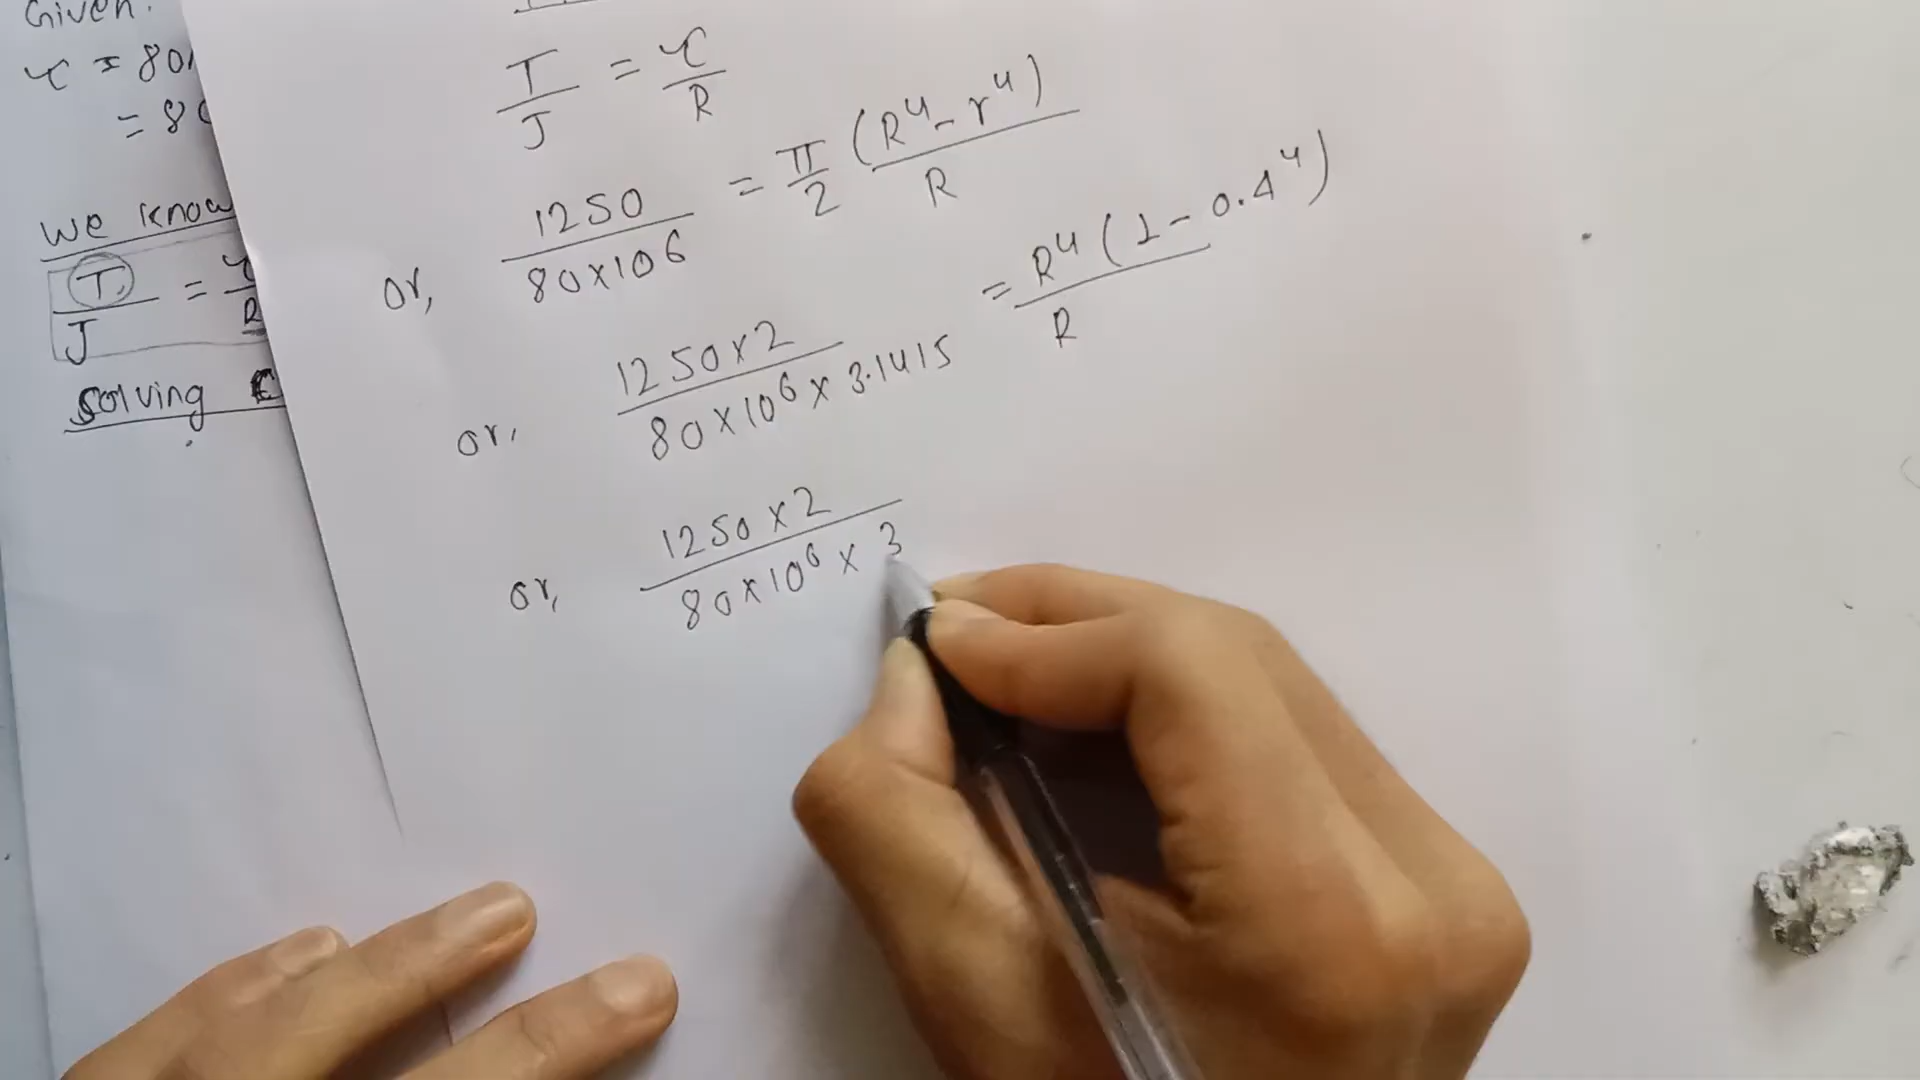 Given:
τ = 80
= 80
We know
T/J = τ/R
Solving
T/J = τ/R
or, 1250/80×106 = π/2 (R⁴-r⁴)/R
or, 1250×2/80×10⁶×3.1415 = R⁴(1-0.4⁴)/R
or, 1250×2/80×10⁶×3